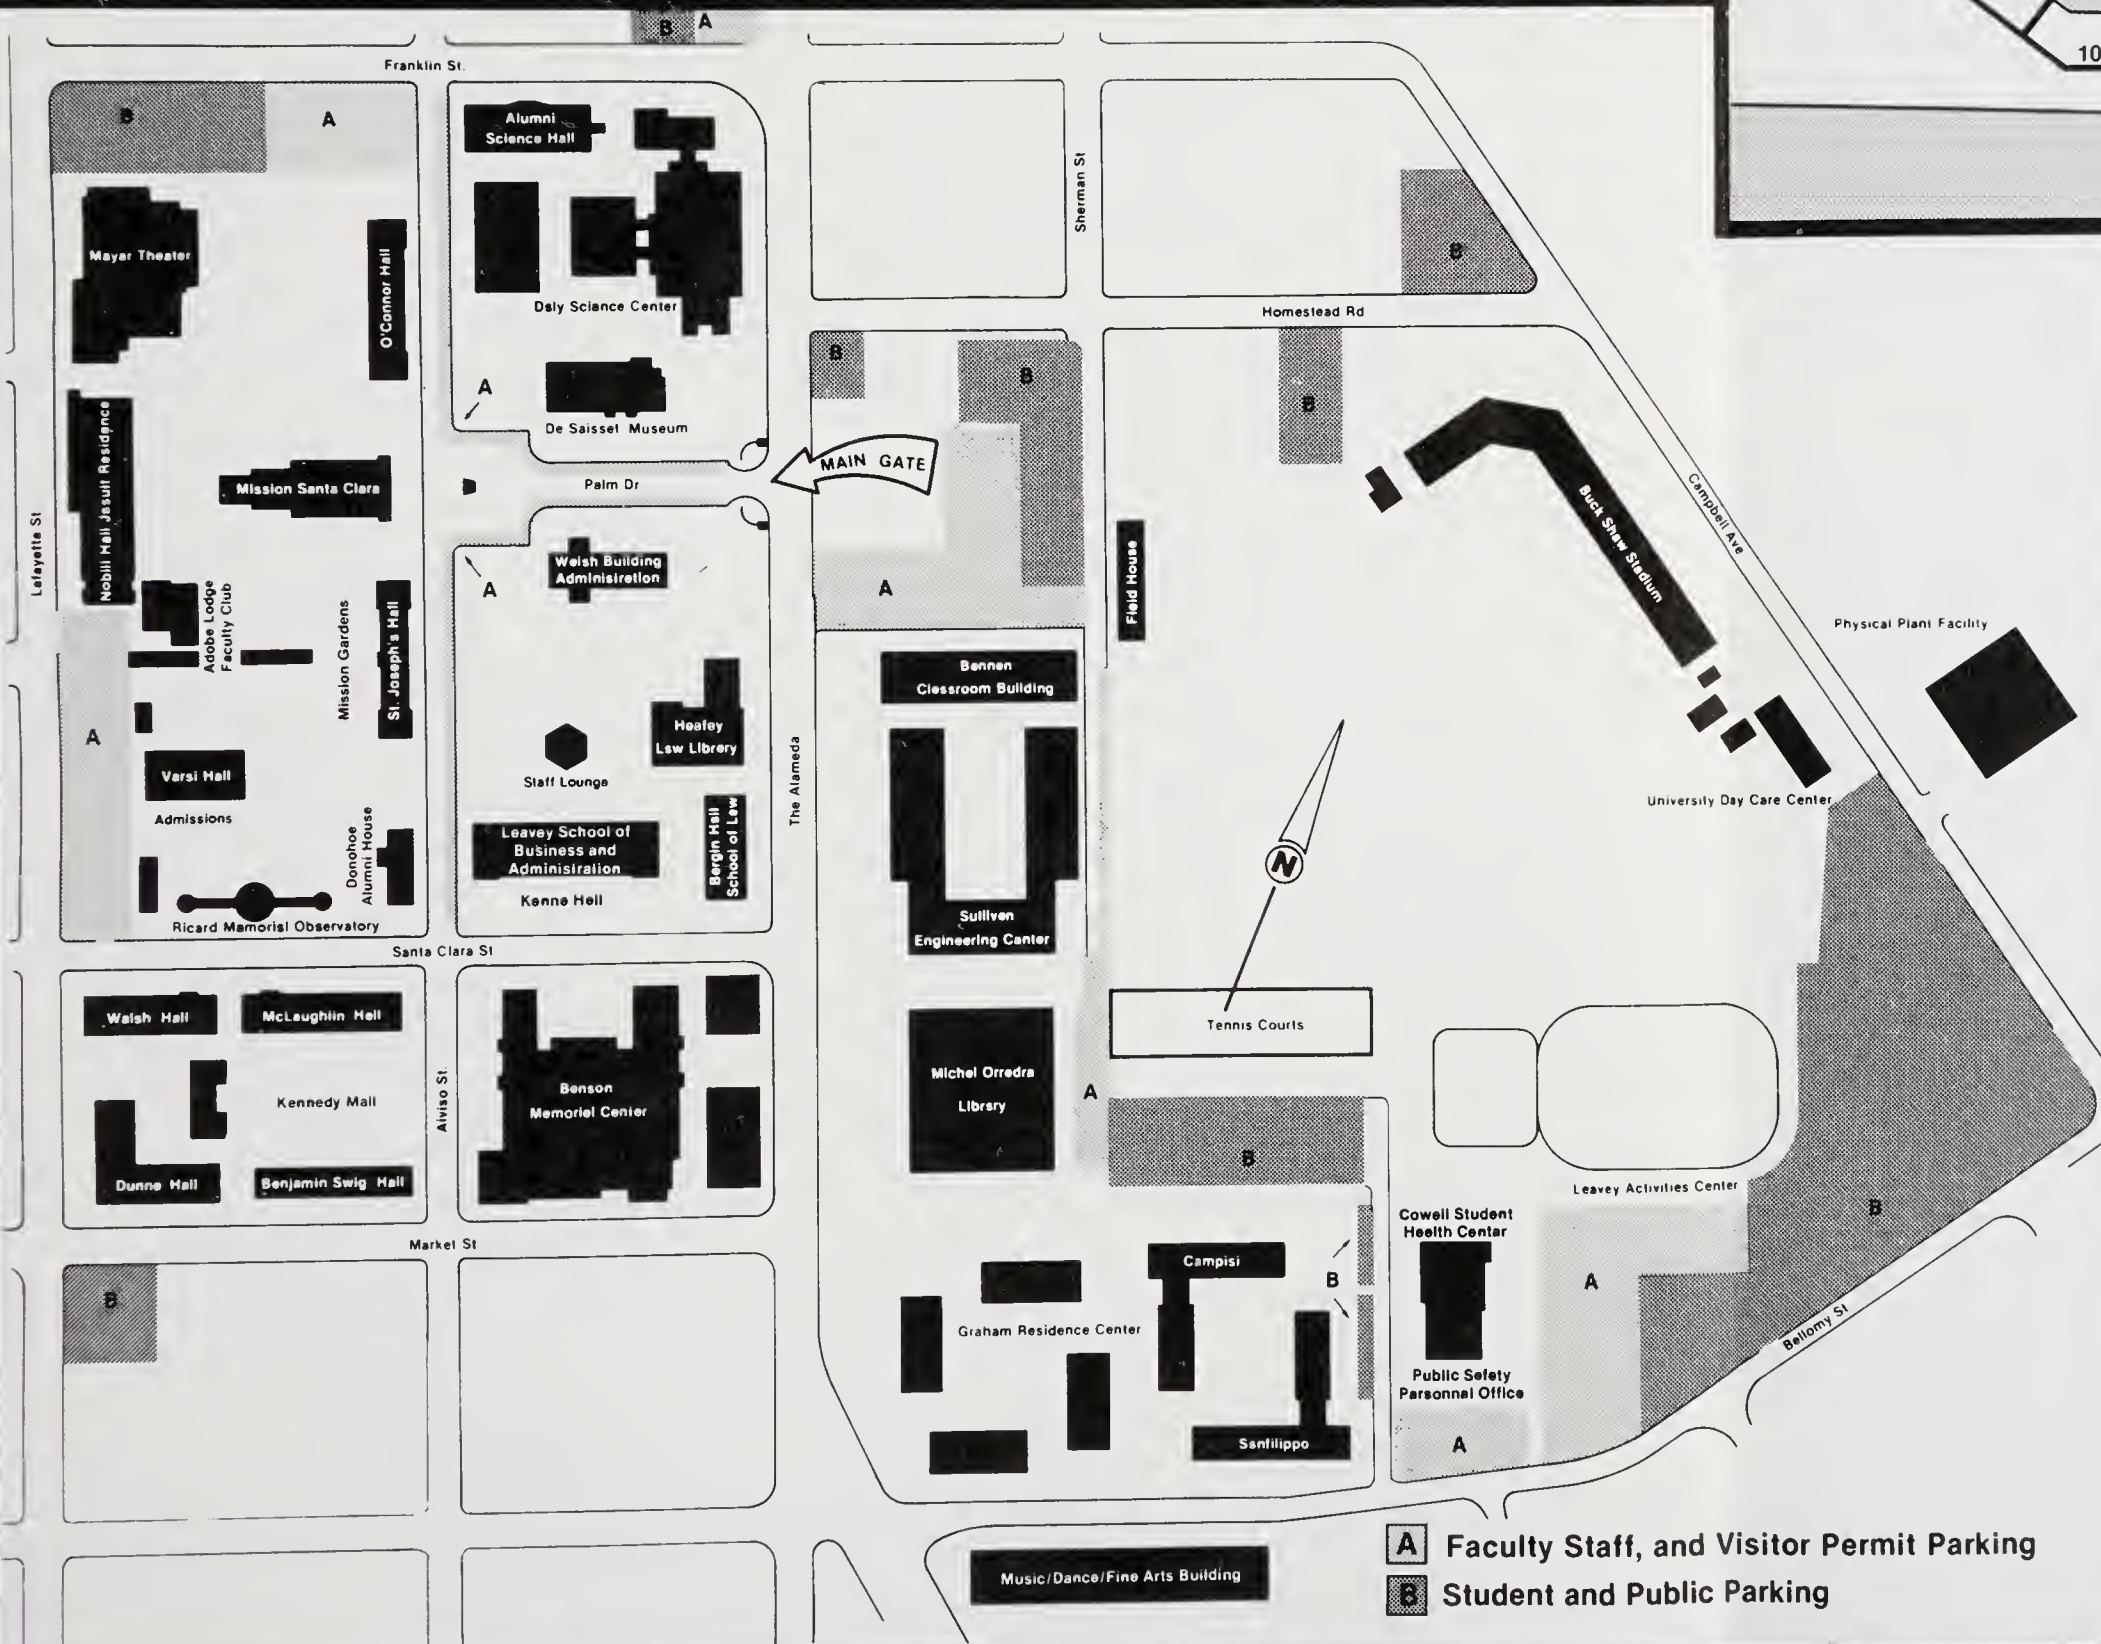 B
A
10
Franklin St.
B
A
Alumni
Science Hall
Mayar Theater
O'Connor Hall
Daly Science Center
Sherman St
B
Homestead Rd
B
B
B
A
De Saisset Museum
Nobili Hall Jesuit Residence
Mission Santa Clara
Palm Dr
MAIN GATE
Lafayette St
Campbell Ave
Buck Shaw Stadium
Welsh Building
Administration
A
A
Field House
Adobe Lodge
Faculty Club
Mission Gardens
St. Joseph's Hall
Physical Plant Facility
Bennen
Classroom Building
A
Healey
Law Library
Varsi Hall
Staff Lounge
The Alameda
University Day Care Center
Admissions
Donohoe
Alumni House
Leavey School of
Business and
Administration
Bergin Hall
School of Law
N
Kenna Hall
Ricard Memorial Observatory
Sullivan
Engineering Center
Santa Clara St
Walsh Hall
McLaughlin Hall
Tennis Courts
Kennedy Mall
Alviso St.
Benson
Memorial Center
Michel Orredra
Library
A
B
Dunne Hall
Benjamin Swig Hall
Leavey Activities Center
B
Cowell Student
Health Center
Market St
B
Campisi
B
A
Graham Residence Center
Bellomy St
Public Safety
Personnel Office
Sanfilippo
A
A Faculty Staff, and Visitor Permit Parking
Music/Dance/Fine Arts Building
B Student and Public Parking